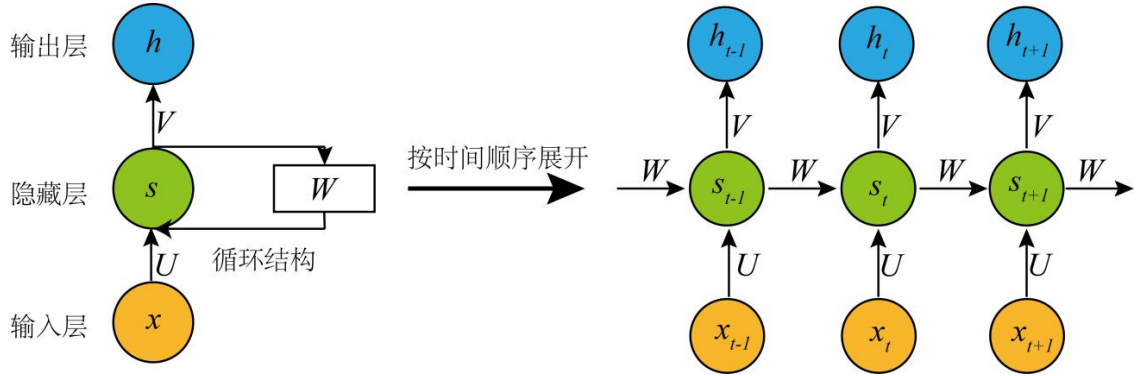 输出层 h h_{t-1} h_t h_{t+1}
V V V V
隐藏层 s W 按时间顺序展开 W s_{t-1} W s_t W s_{t+1} W
循环结构
U U U U
输入层 x x_{t-1} x_t x_{t+1}